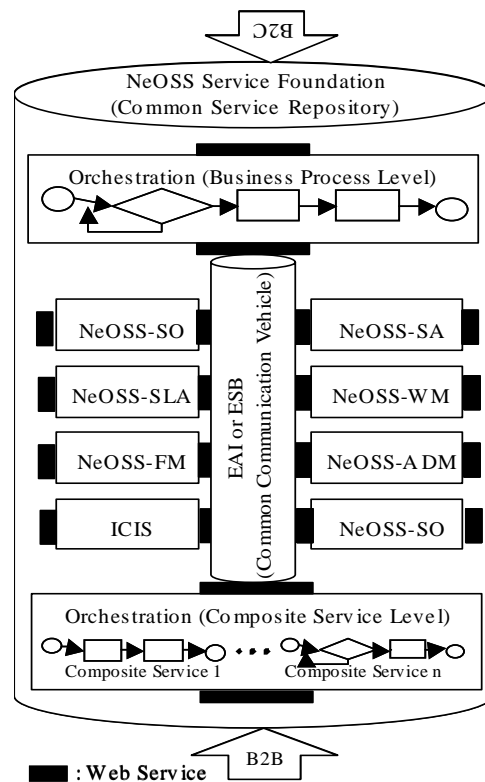 B2C
NeOSS Service Foundation
(Common Service Repository)
Orchestration (Business Process Level)
NeOSS-SO
NeOSS-SA
NeOSS-SLA
NeOSS-WM
NeOSS-FM
NeOSS-ADM
ICIS
NeOSS-SO
EAI or ESB
(Common Communication Vehicle)
Orchestration (Composite Service Level)
Composite Service 1
Composite Service n
B2B
: Web Service